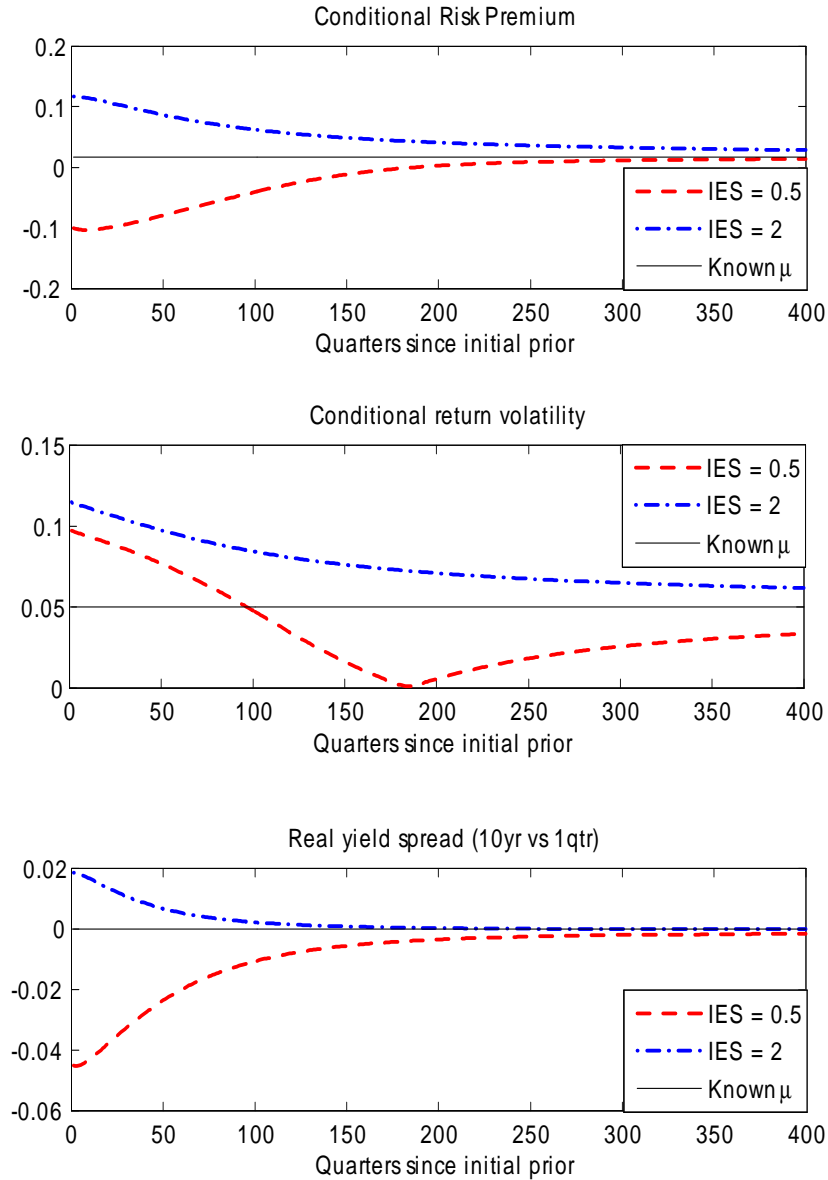 Conditional Risk Premium
0.2
0.1
0
-0.1
-0.2
IES = 0.5
IES = 2
Known μ
0 50 100 150 200 250 300 350 400
Quarters since initial prior
Conditional return volatility
0.15
0.1
0.05
0
IES = 0.5
IES = 2
Known μ
0 50 100 150 200 250 300 350 400
Quarters since initial prior
Real yield spread (10yr vs 1qtr)
0.02
0
-0.02
-0.04
-0.06
IES = 0.5
IES = 2
Known μ
0 50 100 150 200 250 300 350 400
Quarters since initial prior